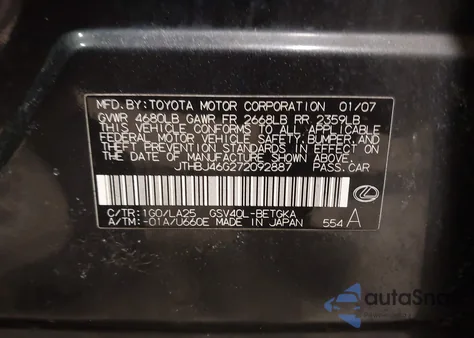 MFD.BY:TOYOTA MOTOR CORPORATION 01/07
GVWR 4680LB GAWR FR 2668LB RR 2359LB
THIS VEHICLE CONFORMS TO ALL APPLICABLE
FEDERAL MOTOR VEHICLE SAFETY,BUMPER,AND
THEFT PREVENTION STANDARDS IN EFFECT ON
THE DATE OF MANUFACTURE SHOWN ABOVE.
JTHBJ46G272092887 PASS.CAR
C/TR:1G0/LA25 GSV40L-BETGKA
A/TM:-01A/U660E MADE IN JAPAN 554 A